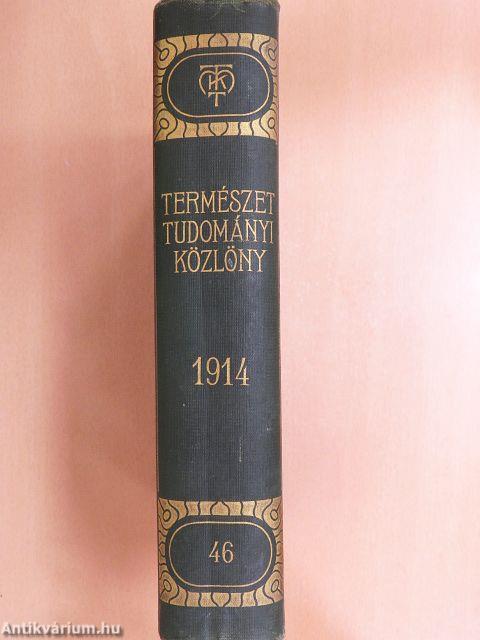 TERMÉSZET
TUDOMÁNYI
KÖZLÖNY
1914
46
Antikvárium.hu